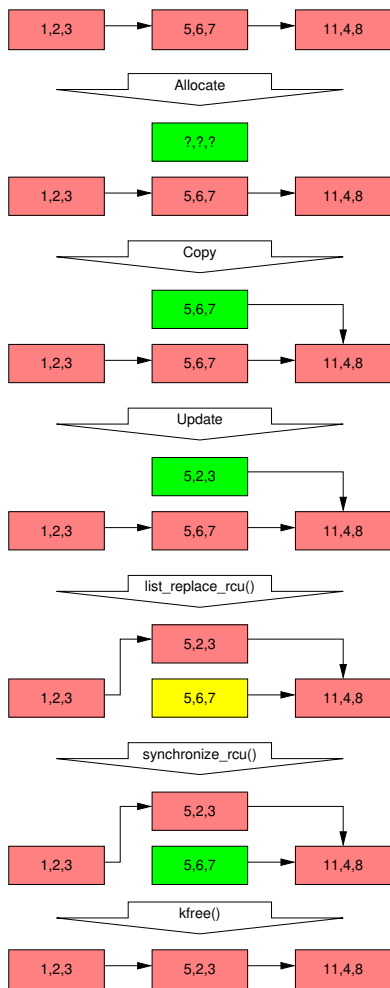 1,2,3 5,6,7 11,4,8
Allocate
?,?,?
1,2,3 5,6,7 11,4,8
Copy
5,6,7
1,2,3 5,6,7 11,4,8
Update
5,2,3
1,2,3 5,6,7 11,4,8
list_replace_rcu()
5,2,3
1,2,3 5,6,7 11,4,8
synchronize_rcu()
5,2,3
1,2,3 5,6,7 11,4,8
kfree()
1,2,3 5,2,3 11,4,8